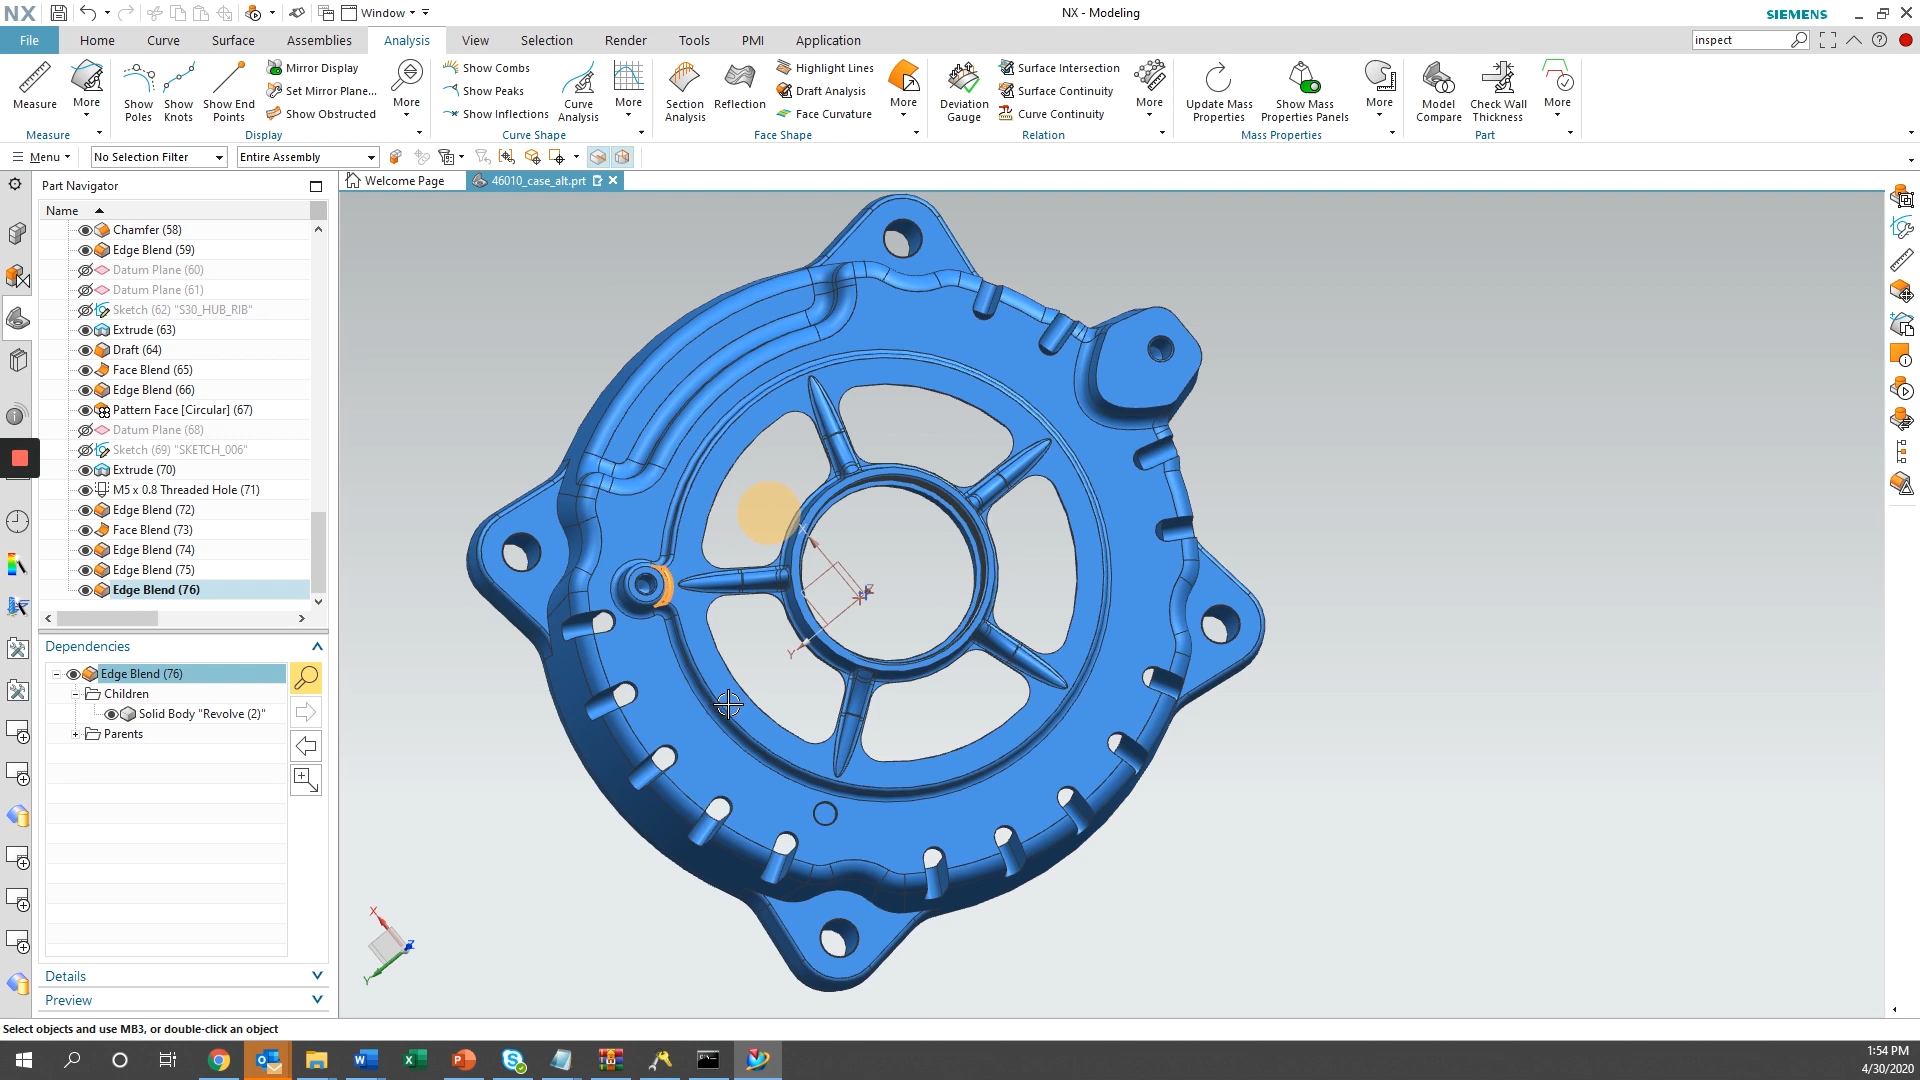 NX
Window
NX - Modeling
SIEMENS
File
Home
Curve
Surface
Assemblies
Analysis
View
Selection
Render
Tools
PMI
Application
inspect
Measure
More
Show Poles
Show Knots
Show End Points
Mirror Display
Set Mirror Plane...
Show Obstructed
More
Show Combs
Show Peaks
Show Inflections
Curve Analysis
More
Section Analysis
Reflection
Highlight Lines
Draft Analysis
Face Curvature
More
Deviation Gauge
Surface Intersection
Surface Continuity
Curve Continuity
More
Update Mass Properties
Show Mass Properties Panels
More
Model Compare
Check Wall Thickness
More
Measure
Display
Curve Shape
Face Shape
Relation
Mass Properties
Part
Menu
No Selection Filter
Entire Assembly
Part Navigator
Welcome Page
46010_case_alt.prt
Name
Chamfer (58)
Edge Blend (59)
Datum Plane (60)
Datum Plane (61)
Sketch (62) "S30_HUB_RIB"
Extrude (63)
Draft (64)
Face Blend (65)
Edge Blend (66)
Pattern Face [Circular] (67)
Datum Plane (68)
Sketch (69) "SKETCH_006"
Extrude (70)
M5 x 0.8 Threaded Hole (71)
Edge Blend (72)
Face Blend (73)
Edge Blend (74)
Edge Blend (75)
Edge Blend (76)
Dependencies
Edge Blend (76)
Children
Solid Body "Revolve (2)"
Parents
Details
Preview
X
Y
Z
X
Z
Y
Select objects and use MB3, or double-click an object
1:54 PM
4/30/2020